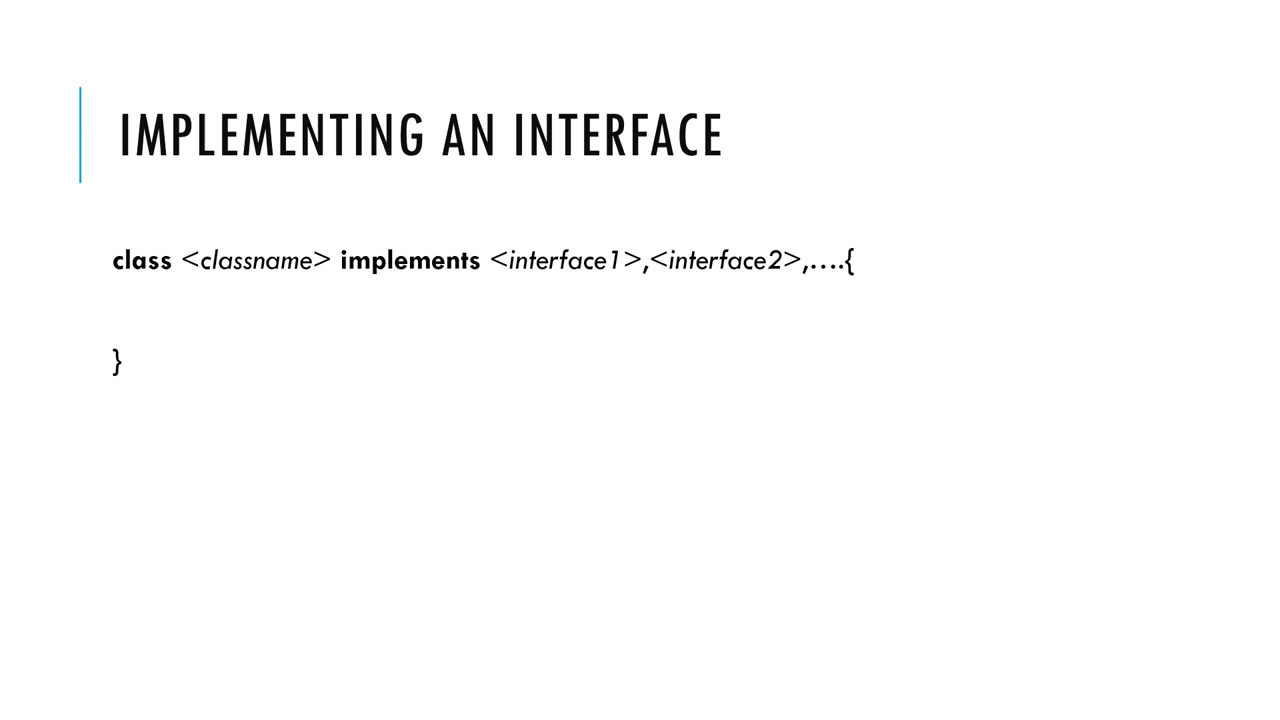 IMPLEMENTING AN INTERFACE
class <classname> implements <interface1>,<interface2>,....{
}